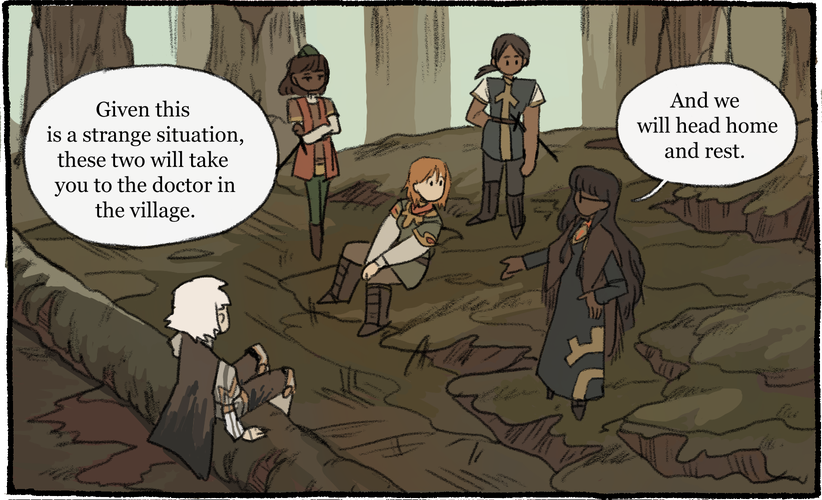 Given this
is a strange situation,
these two will take
you to the doctor in
the village.
And we
will head home
and rest.